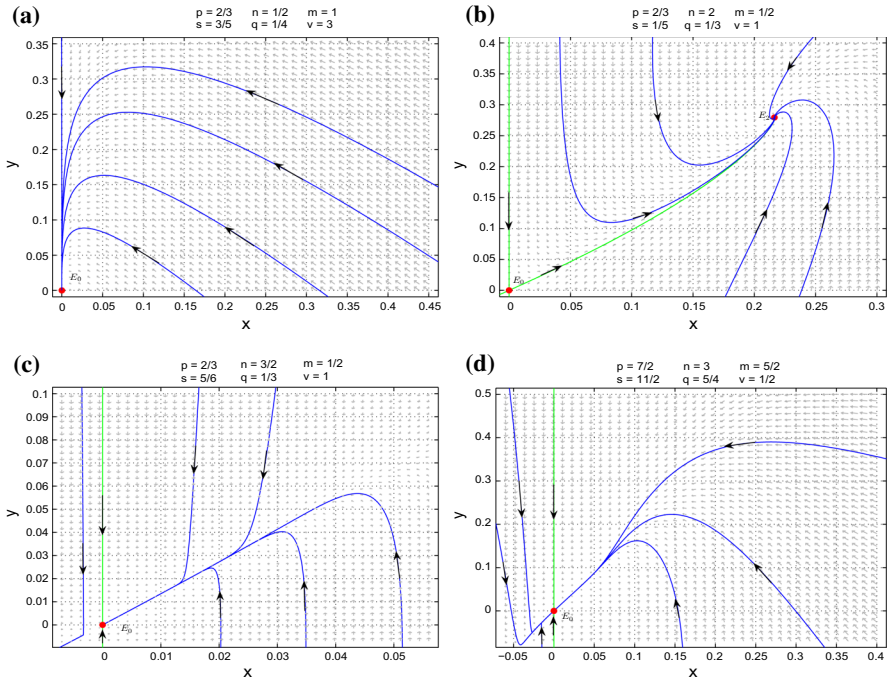 (a)
p = 2/3 n = 1/2 m = 1
s = 3/5 q = 1/4 v = 3
0.35
0.3
0.25
0.2
0.15
0.1
0.05
0
y
E0
0 0.05 0.1 0.15 0.2 0.25 0.3 0.35 0.4 0.45
x
(b)
p = 2/3 n = 2 m = 1/2
s = 1/5 q = 1/3 v = 1
0.4
0.35
0.3
0.25
0.2
0.15
0.1
0.05
0
y
E0
0 0.05 0.1 0.15 0.2 0.25 0.3
x
(c)
p = 2/3 n = 3/2 m = 1/2
s = 5/6 q = 1/3 v = 1
0.1
0.09
0.08
0.07
0.06
0.05
0.04
0.03
0.02
0.01
0
y
E0
0 0.01 0.02 0.03 0.04 0.05
x
(d)
p = 7/2 n = 3 m = 5/2
s = 11/2 q = 5/4 v = 1/2
0.5
0.4
0.3
0.2
0.1
0
y
E0
-0.05 0 0.05 0.1 0.15 0.2 0.25 0.3 0.35 0.4
x